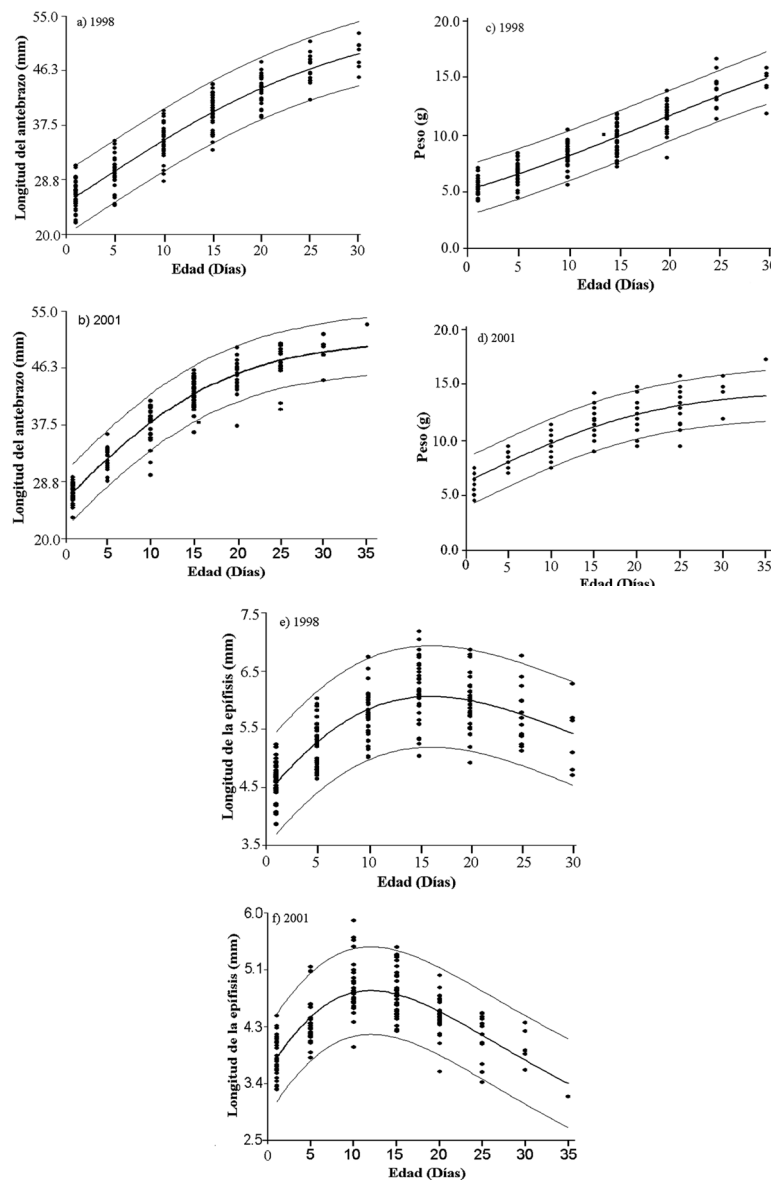 a) 1998
Longitud del antebrazo (mm)
55.0
46.3
37.5
28.8
20.0
0 5 10 15 20 25 30
Edad (Días)
c) 1998
Peso (g)
20.0
15.0
10.0
5.0
0.0
0 5 10 15 20 25 30
Edad (Días)
b) 2001
Longitud del antebrazo (mm)
55.0
46.3
37.5
28.8
20.0
0 5 10 15 20 25 30 35
Edad (Días)
d) 2001
Peso (g)
20.0
15.0
10.0
5.0
0.0
0 5 10 15 20 25 30 35
Edad (Días)
e) 1998
Longitud de la epífisis (mm)
7.5
6.5
5.5
4.5
3.5
0 5 10 15 20 25 30
Edad (Días)
f) 2001
Longitud de la epífisis (mm)
6.0
5.1
4.3
3.4
2.5
0 5 10 15 20 25 30 35
Edad (Días)